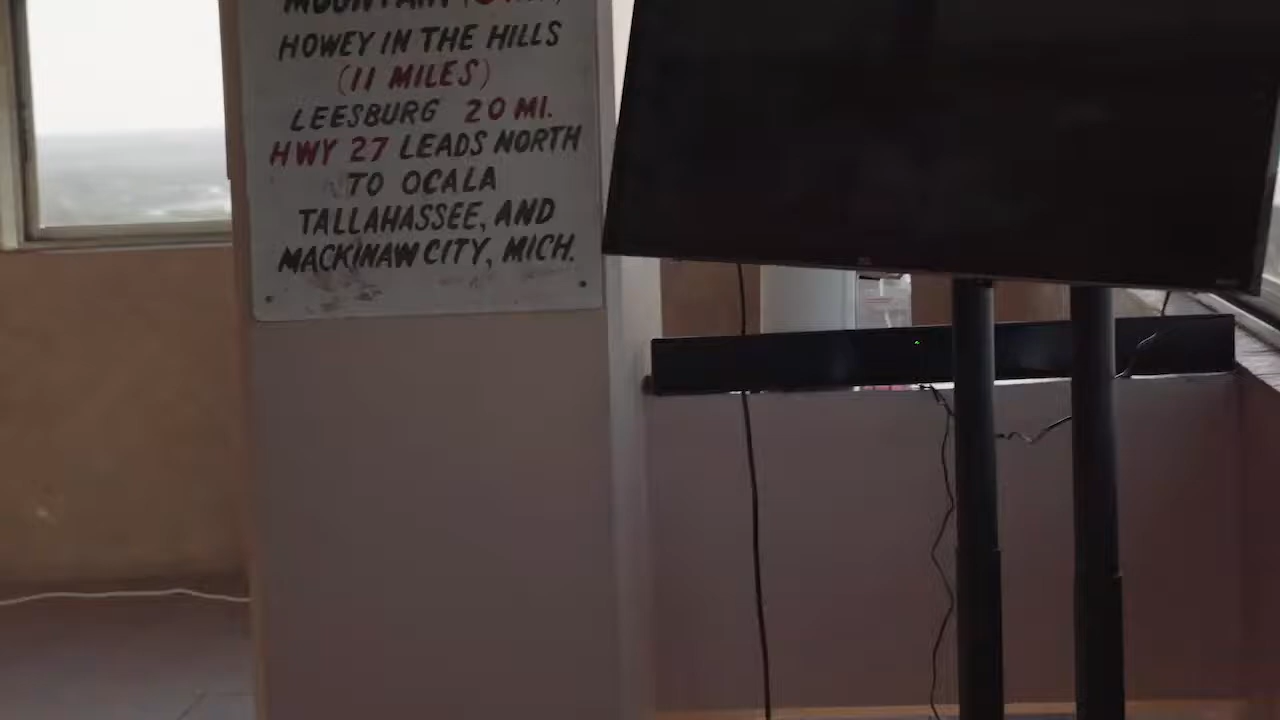 MOUNTAIN
HOWEY IN THE HILLS
(11 MILES)
LEESBURG 20 MI.
HWY 27 LEADS NORTH
TO OCALA
TALLAHASSEE, AND
MACKINAW CITY, MICH.